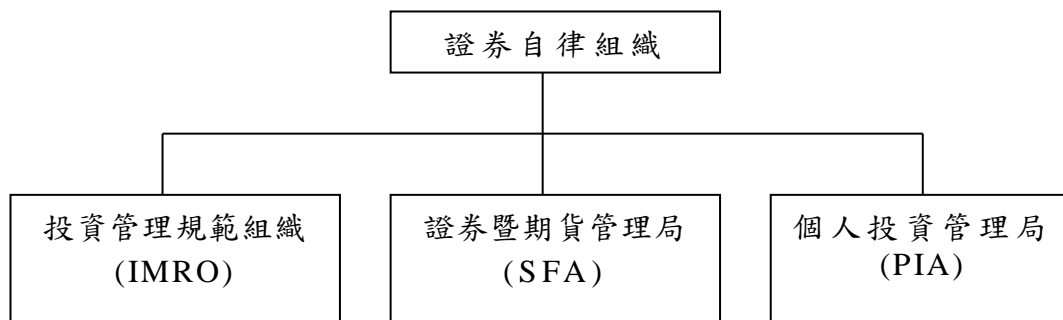 證券自律組織
投資管理規範組織
(IMRO)
證券暨期貨管理局
(SFA)
個人投資管理局
(PIA)